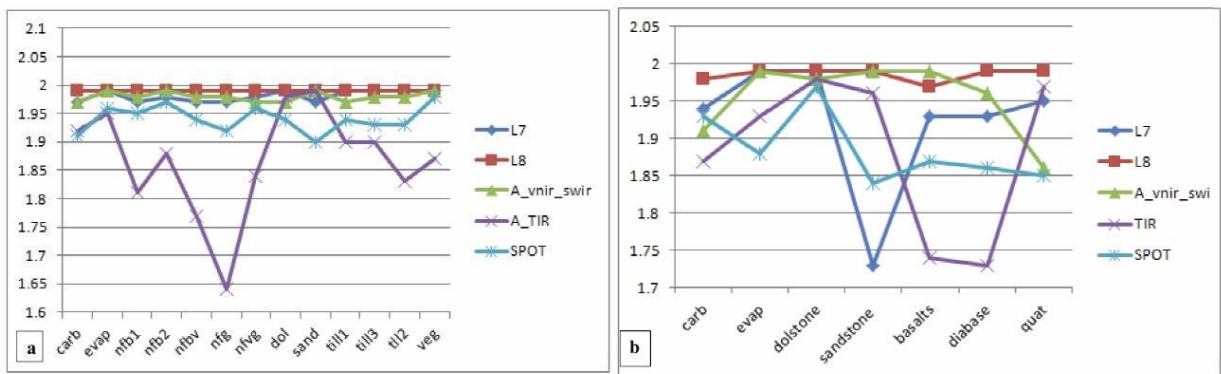 2.1
2.05
2
1.95
1.9
1.85
1.8
1.75
1.7
1.65
1.6
carb
evap
nfb1
nfb2
nfbv
nfg
nfvg
dol
sand
till1
till3
tll2
veg
L7
L8
A_vnir_swir
A_TIR
SPOT
a
2.05
2
1.95
1.9
1.85
1.8
1.75
1.7
carb
evap
dolstone
sandstone
basalts
diabase
quat
L7
L8
A_vnir_swi
TIR
SPOT
b